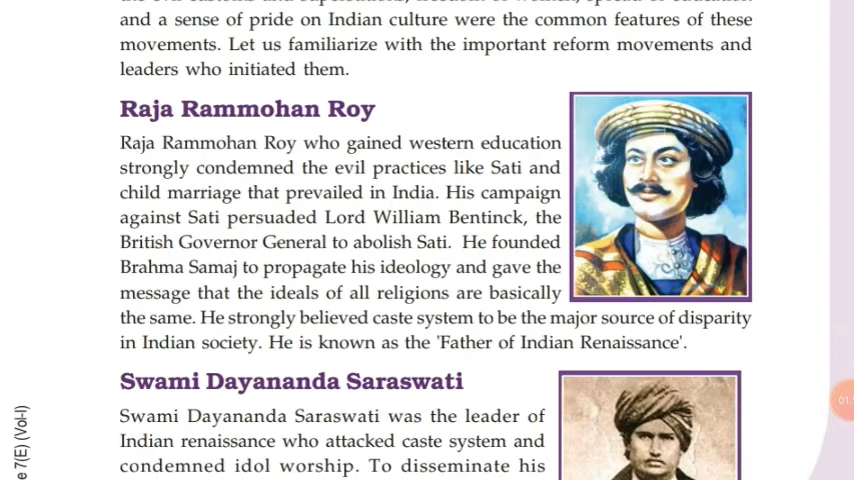 and a sense of pride on Indian culture were the common features of these
movements. Let us familiarize with the important reform movements and
leaders who initiated them.
Raja Rammohan Roy
Raja Rammohan Roy who gained western education
strongly condemned the evil practices like Sati and
child marriage that prevailed in India. His campaign
against Sati persuaded Lord William Bentinck, the
British Governor General to abolish Sati. He founded
Brahma Samaj to propagate his ideology and gave the
message that the ideals of all religions are basically
the same. He strongly believed caste system to be the major source of disparity
in Indian society. He is known as the 'Father of Indian Renaissance'.
Swami Dayananda Saraswati
Swami Dayananda Saraswati was the leader of
Indian renaissance who attacked caste system and
condemned idol worship. To disseminate his
7(E) (Vol-I)